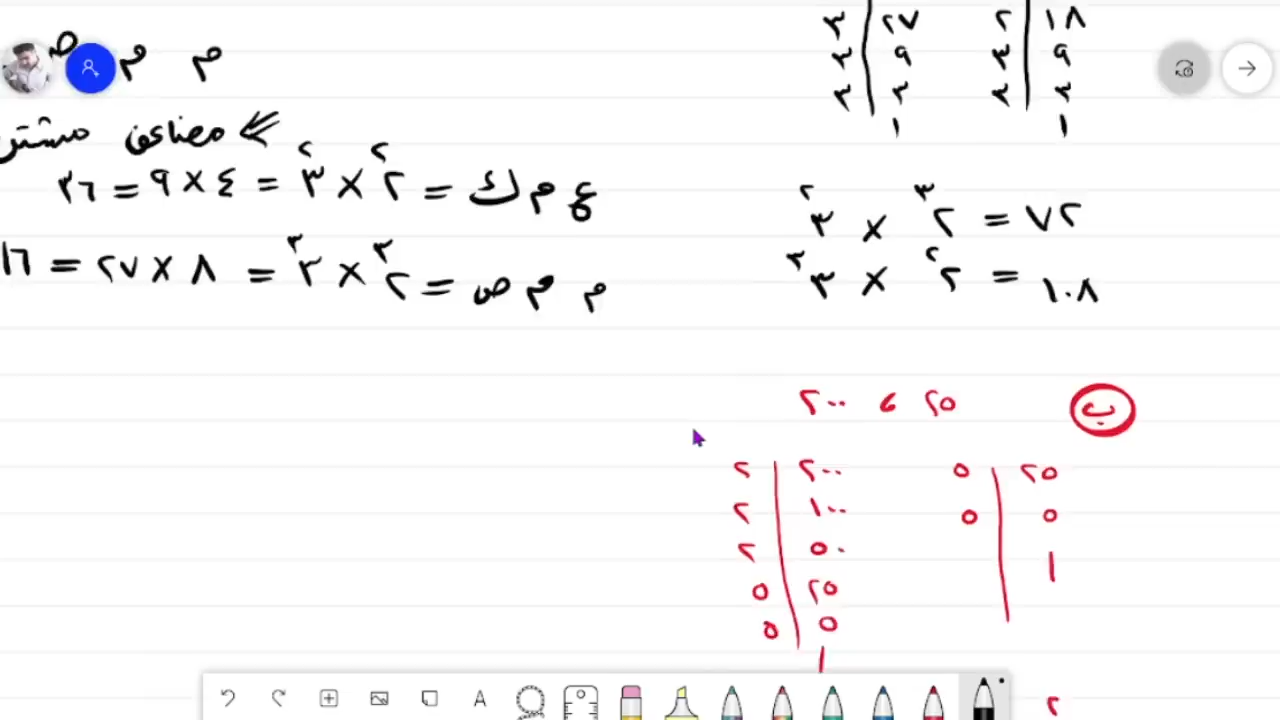 م م ص
⇐ مضاعف
١٨ | ٢ ٢٧ | ٣
٩ | ٣ ٩ | ٣
٣ | ٣ ٣ | ٣
١ ١
ع م ك = ٢^٢ × ٣^٢ = ٤ × ٩ = ٣٦
٧٢ = ٢^٣ × ٣^٢
م م ص = ٢^٣ × ٣^٣ = ٨ × ٢٧ =
١٠٨ = ٢^٢ × ٣^٣
ب ٢٥ ، ٢٠٠
٢٥ | ٥ ٢٠٠ | ٢
٥ | ٥ ١٠٠ | ٢
١ ٥٠ | ٢
٢٥ | ٥
٥ | ٥
١
٢
A